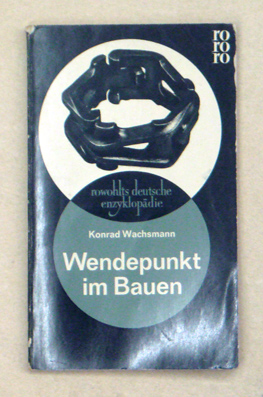 ro
ro
ro
rowohlts deutsche
enzyklopädie
Konrad Wachsmann
Wendepunkt
im Bauen